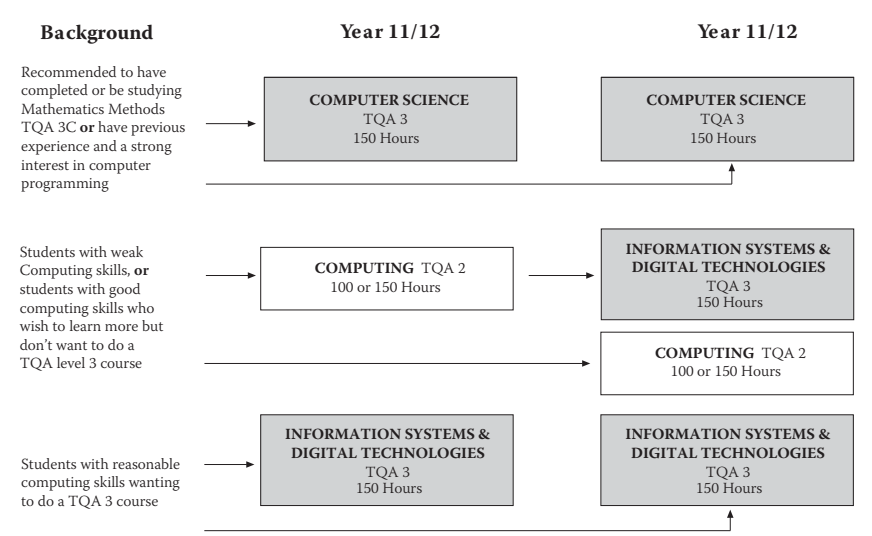 Background
Year 11/12
Year 11/12
Recommended to have
completed or be studying
Mathematics Methods
TQA 3C or have previous
experience and a strong
interest in computer
programming
COMPUTER SCIENCE
TQA 3
150 Hours
COMPUTER SCIENCE
TQA 3
150 Hours
Students with weak
Computing skills, or
students with good
computing skills who
wish to learn more but
don't want to do a
TQA level 3 course
COMPUTING TQA 2
100 or 150 Hours
INFORMATION SYSTEMS &
DIGITAL TECHNOLOGIES
TQA 3
150 Hours
COMPUTING TQA 2
100 or 150 Hours
Students with reasonable
computing skills wanting
to do a TQA 3 course
INFORMATION SYSTEMS &
DIGITAL TECHNOLOGIES
TQA 3
150 Hours
INFORMATION SYSTEMS &
DIGITAL TECHNOLOGIES
TQA 3
150 Hours